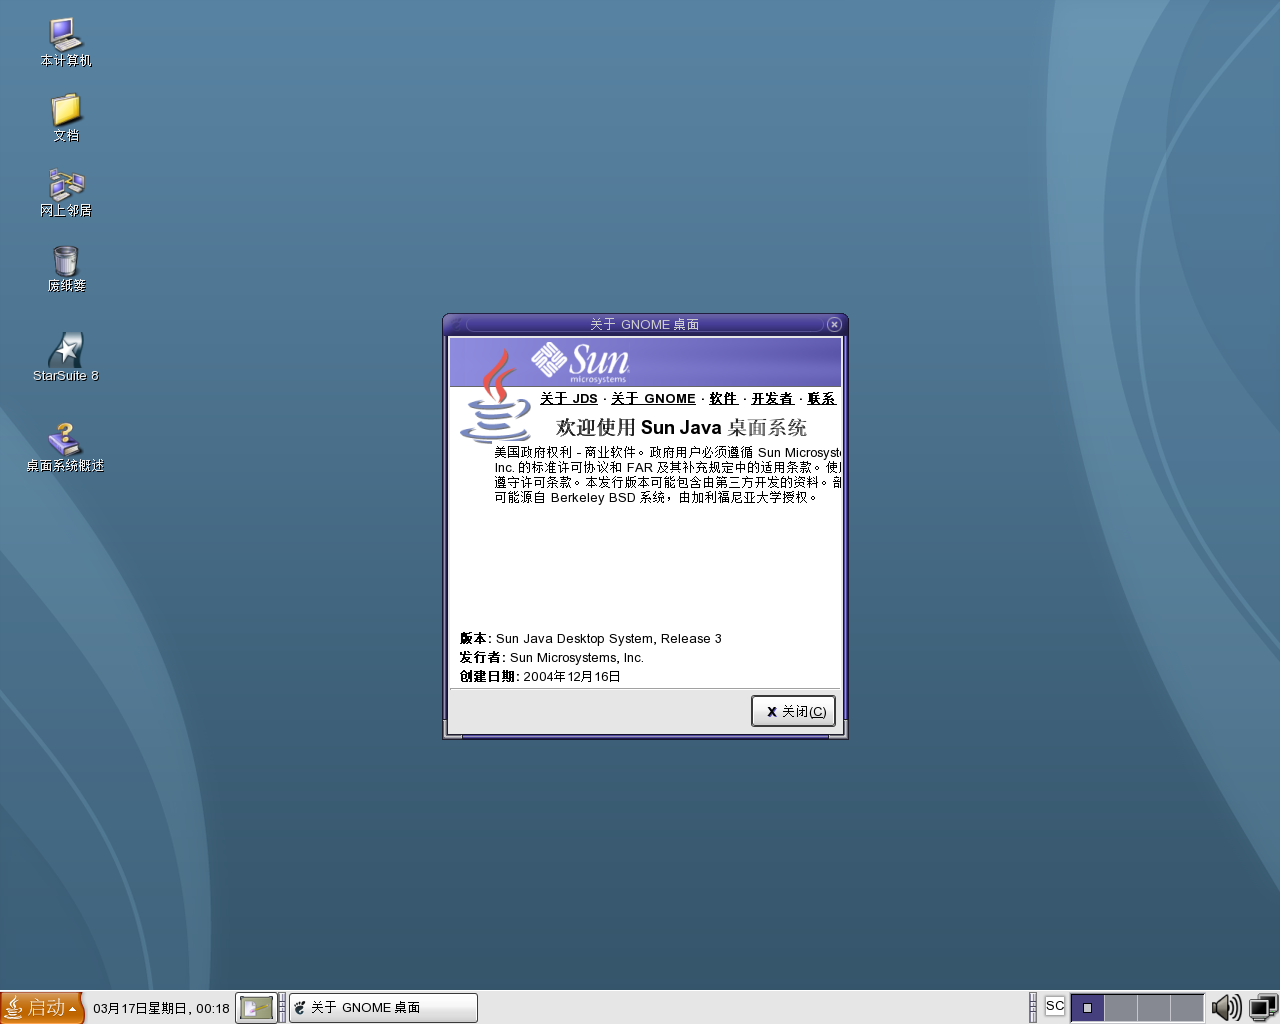 本计算机
文档
网上邻居
废纸篓
StarSuite 8
桌面系统概述
关于 GNOME 桌面
Sun
microsystems
关于 JDS · 关于 GNOME · 软件 · 开发者 · 联系
欢迎使用 Sun Java 桌面系统
美国政府权利 - 商业软件。政府用户必须遵循 Sun Microsyst
Inc. 的标准许可协议和 FAR 及其补充规定中的适用条款。使
遵守许可条款。本发行版本可能包含由第三方开发的资料。部
可能源自 Berkeley BSD 系统，由加利福尼亚大学授权。
版本: Sun Java Desktop System, Release 3
发行者: Sun Microsystems, Inc.
创建日期: 2004年12月16日
关闭(C)
启动
03月17日星期日, 00:18
关于 GNOME 桌面
SC